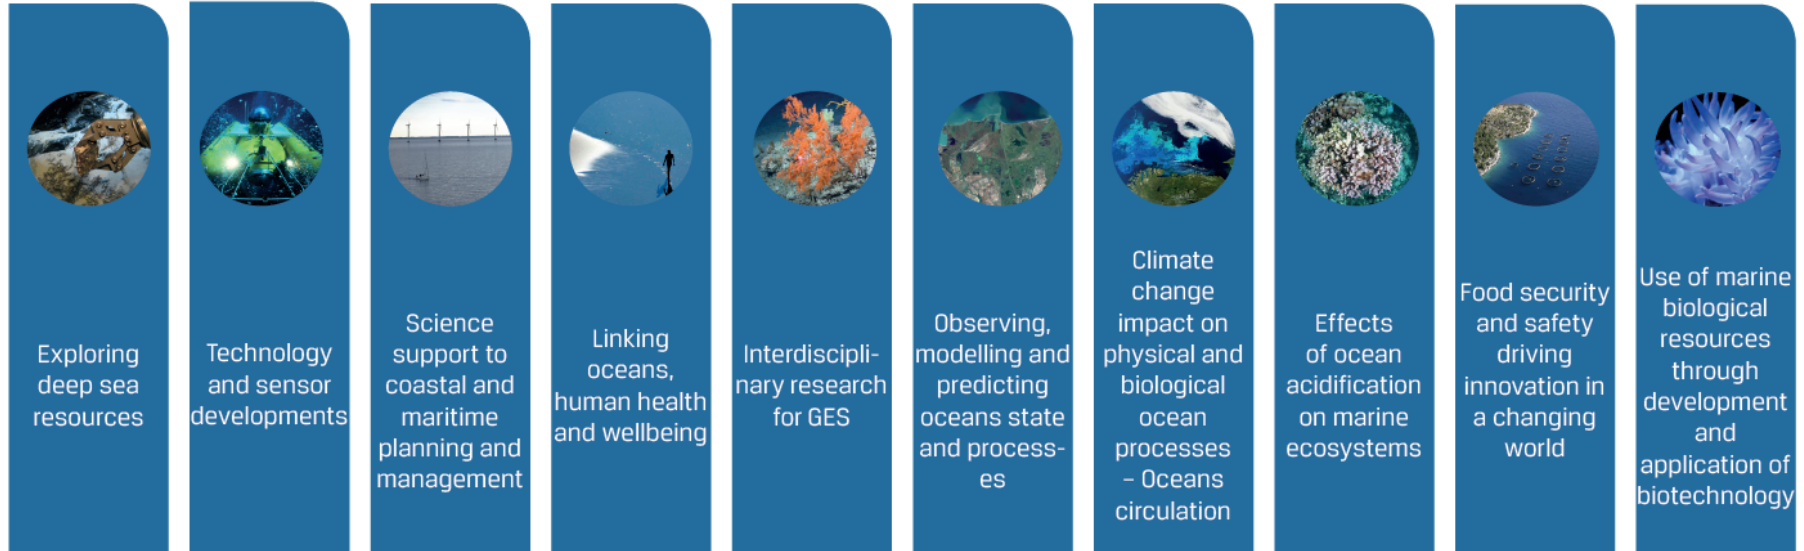 Exploring
deep sea
resources
Technology
and sensor
developments
Science
support to
coastal and
maritime
planning and
management
Linking
oceans,
human health
and wellbeing
Interdiscipli-
nary research
for GES
Observing,
modelling and
predicting
oceans state
and process-
es
Climate
change
impact on
physical and
biological
ocean
processes
– Oceans
circulation
Effects
of ocean
acidification
on marine
ecosystems
Food security
and safety
driving
innovation in
a changing
world
Use of marine
biological
resources
through
development
and
application of
biotechnology